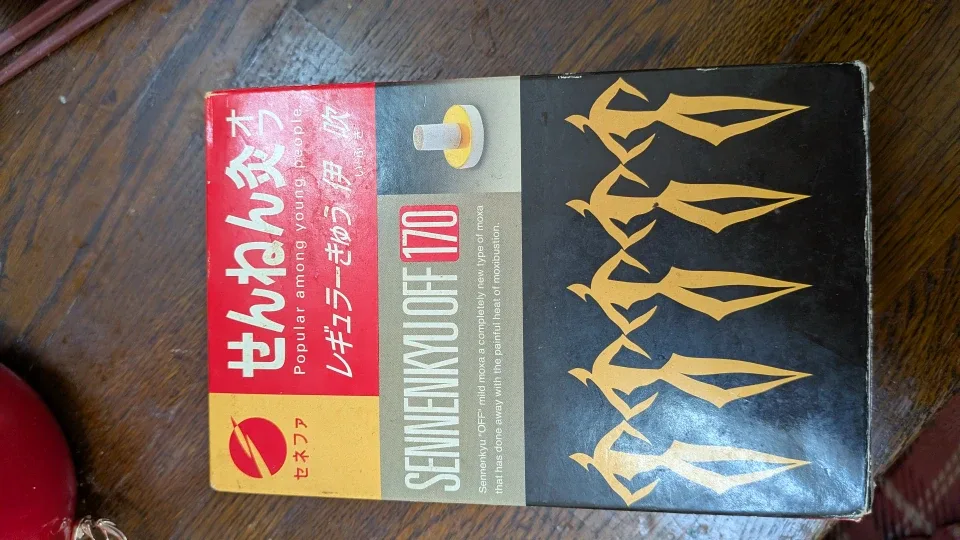 せんねん灸オフ
Popular among young people.
レギュラーきゅう 伊吹
いぶき
セネファ
SENNENKYU OFF 170
Sennenkyu "OFF" mild moxa a completely new type of moxa
that has done away with the painful heat of moxibustion.